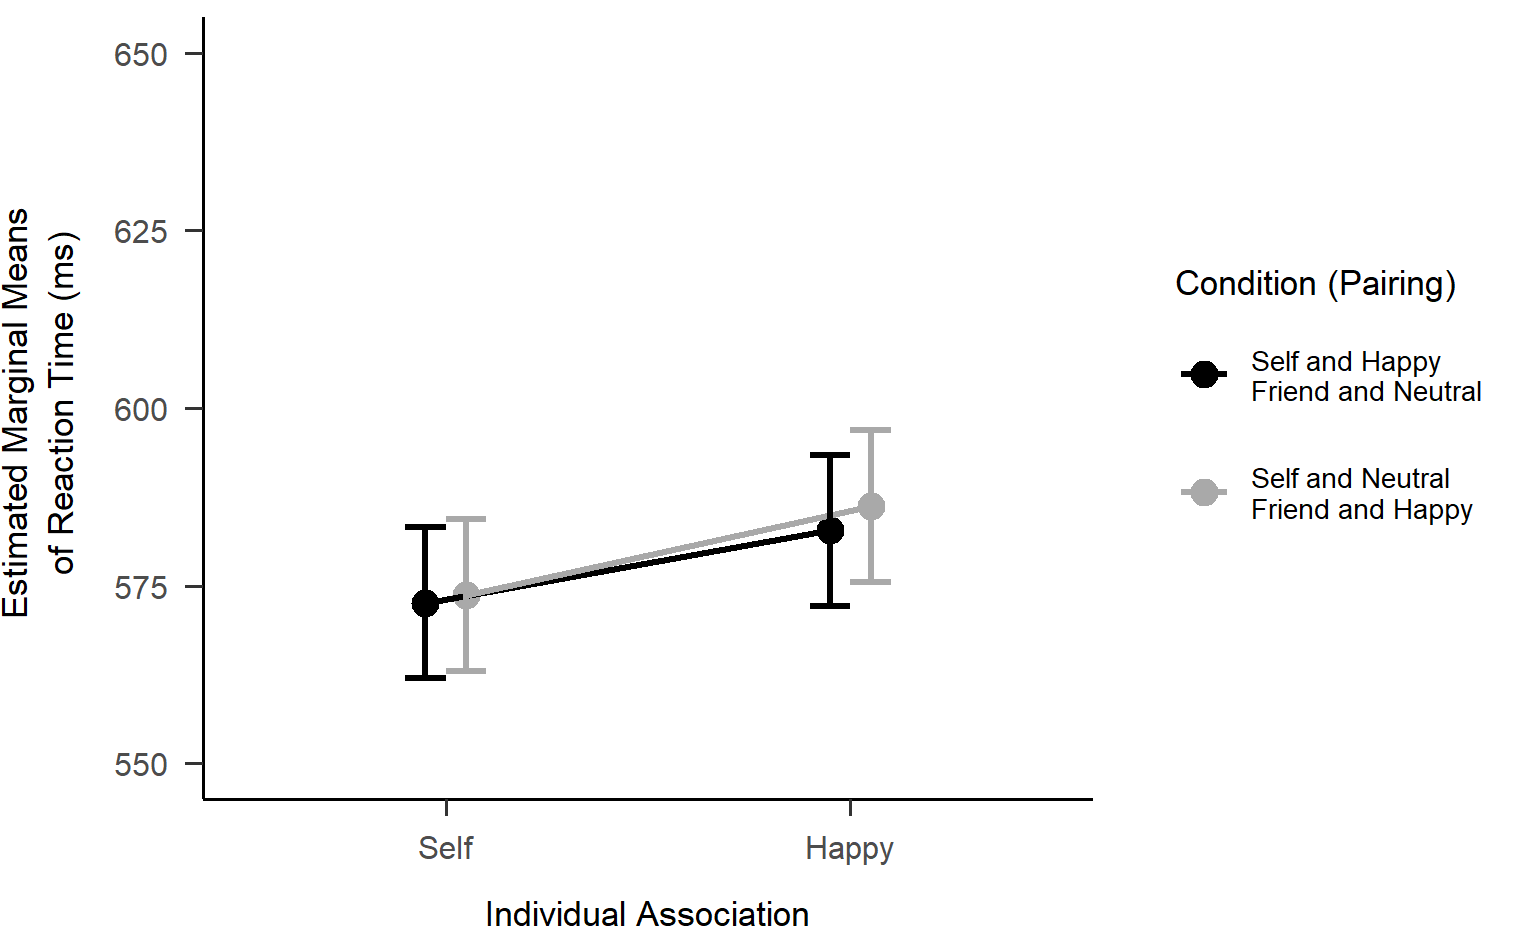 Estimated Marginal Means
of Reaction Time (ms)
650
625
600
575
550
Self
Happy
Individual Association
Condition (Pairing)
Self and Happy
Friend and Neutral
Self and Neutral
Friend and Happy